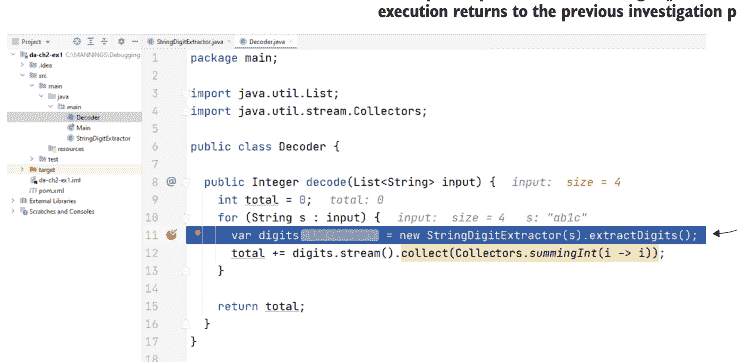 execution returns to the previous investigation p
Project
StringDigitExtractor.java
Decoder.java
da-ch2-ex1 C:\MANNINGS\Debugging
.idea
src
main
java
main
Decoder
Main
StringDigitExtractor
resources
test
target
da-ch2-ex1.iml
pom.xml
External Libraries
Scratches and Consoles
1 package main;
2
3 import java.util.List;
4 import java.util.stream.Collectors;
5
6 public class Decoder {
7
8 @ public Integer decode(List<String> input) { input: size = 4
9 int total = 0; total: 0
10 for (String s : input) { input: size = 4 s: "ab1c"
11 var digits = new StringDigitExtractor(s).extractDigits();
12 total += digits.stream().collect(Collectors.summingInt(i -> i));
13 }
14
15 return total;
16 }
17 }
18